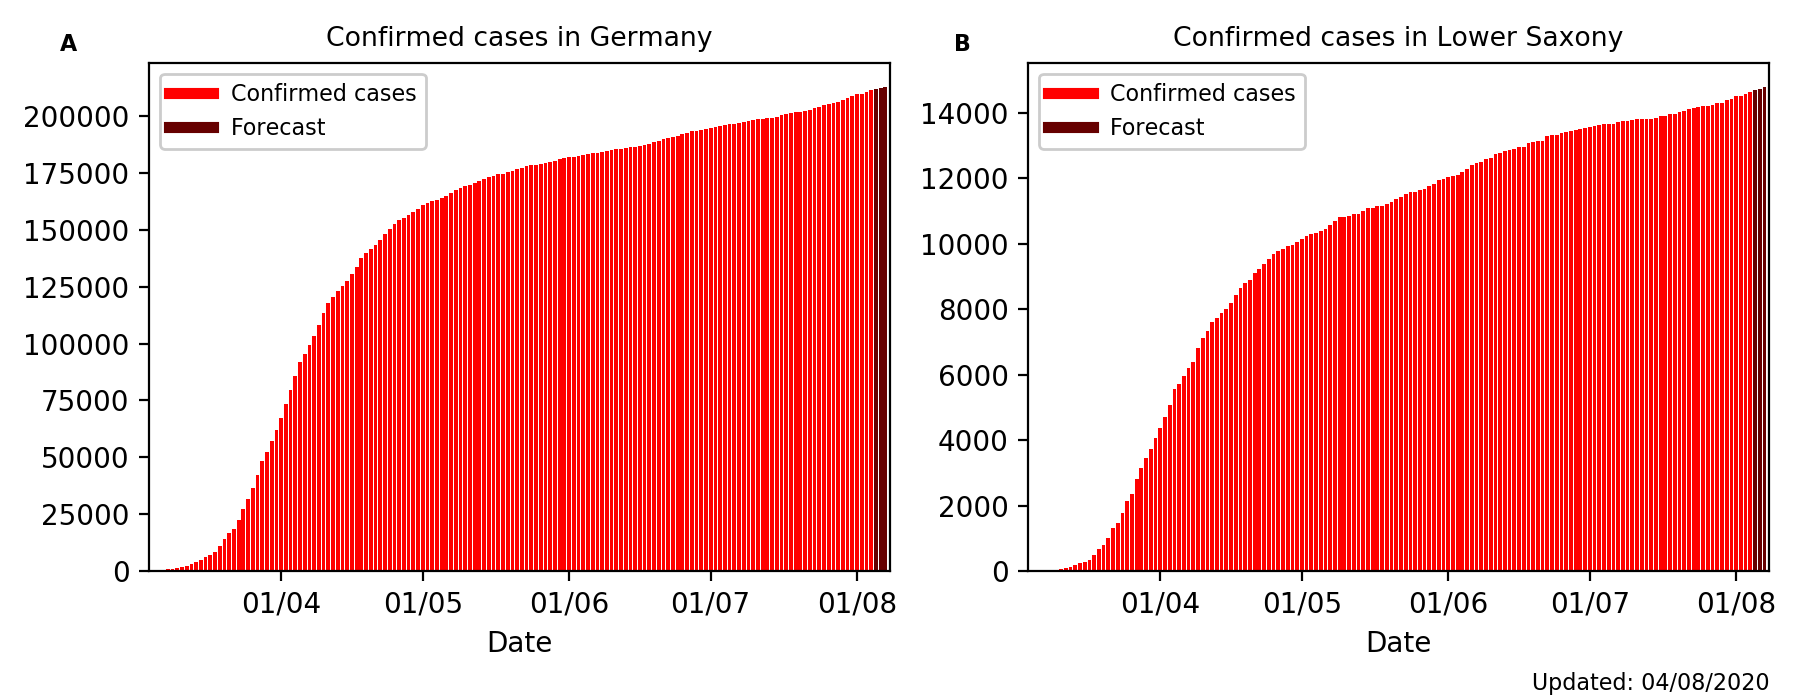 A
Confirmed cases in Germany
Confirmed cases
Forecast
200000
175000
150000
125000
100000
75000
50000
25000
0
01/04 01/05 01/06 01/07 01/08
Date
B
Confirmed cases in Lower Saxony
Confirmed cases
Forecast
14000
12000
10000
8000
6000
4000
2000
0
01/04 01/05 01/06 01/07 01/08
Date
Updated: 04/08/2020